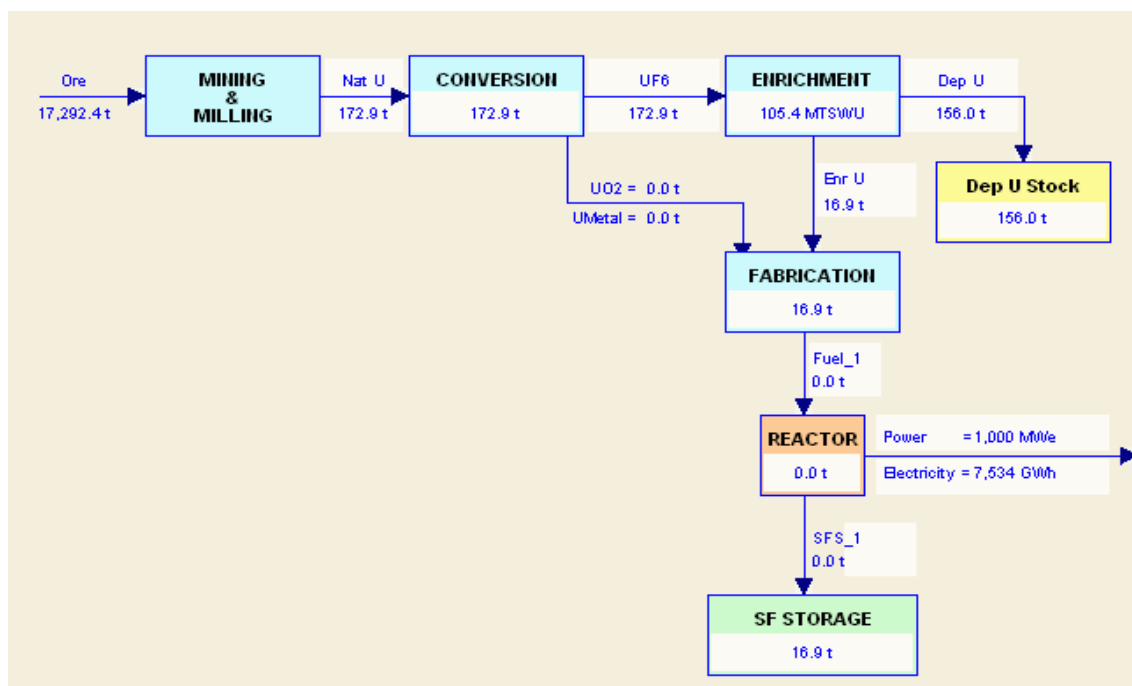 Ore
17,292.4 t
MINING
&
MILLING
Nat U
172.9 t
CONVERSION
172.9 t
UF6
172.9 t
ENRICHMENT
105.4 MTSWU
Dep U
156.0 t
Dep U Stock
156.0 t
UO2 = 0.0 t
UMetal = 0.0 t
Enr U
16.9 t
FABRICATION
16.9 t
Fuel_1
0.0 t
REACTOR
0.0 t
Power = 1,000 MWe
Electricity = 7,534 GWh
SFS_1
0.0 t
SF STORAGE
16.9 t